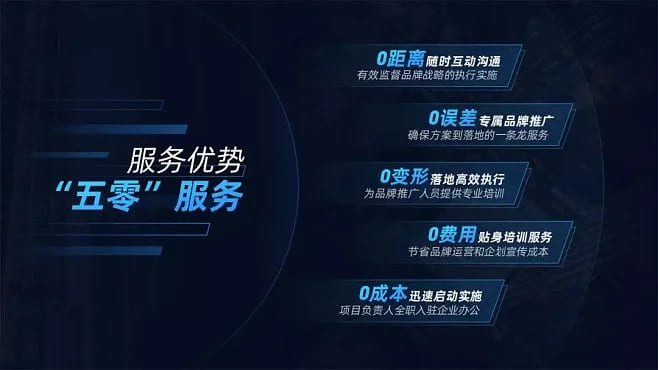 服务优势
“五零”服务
0距离 随时互动沟通
有效监督品牌战略的执行实施
0误差 专属品牌推广
确保方案到落地的一条龙服务
0变形 落地高效执行
为品牌推广人员提供专业培训
0费用 贴身培训服务
节省品牌运营和企划宣传成本
0成本 迅速启动实施
项目负责人全职入驻企业办公